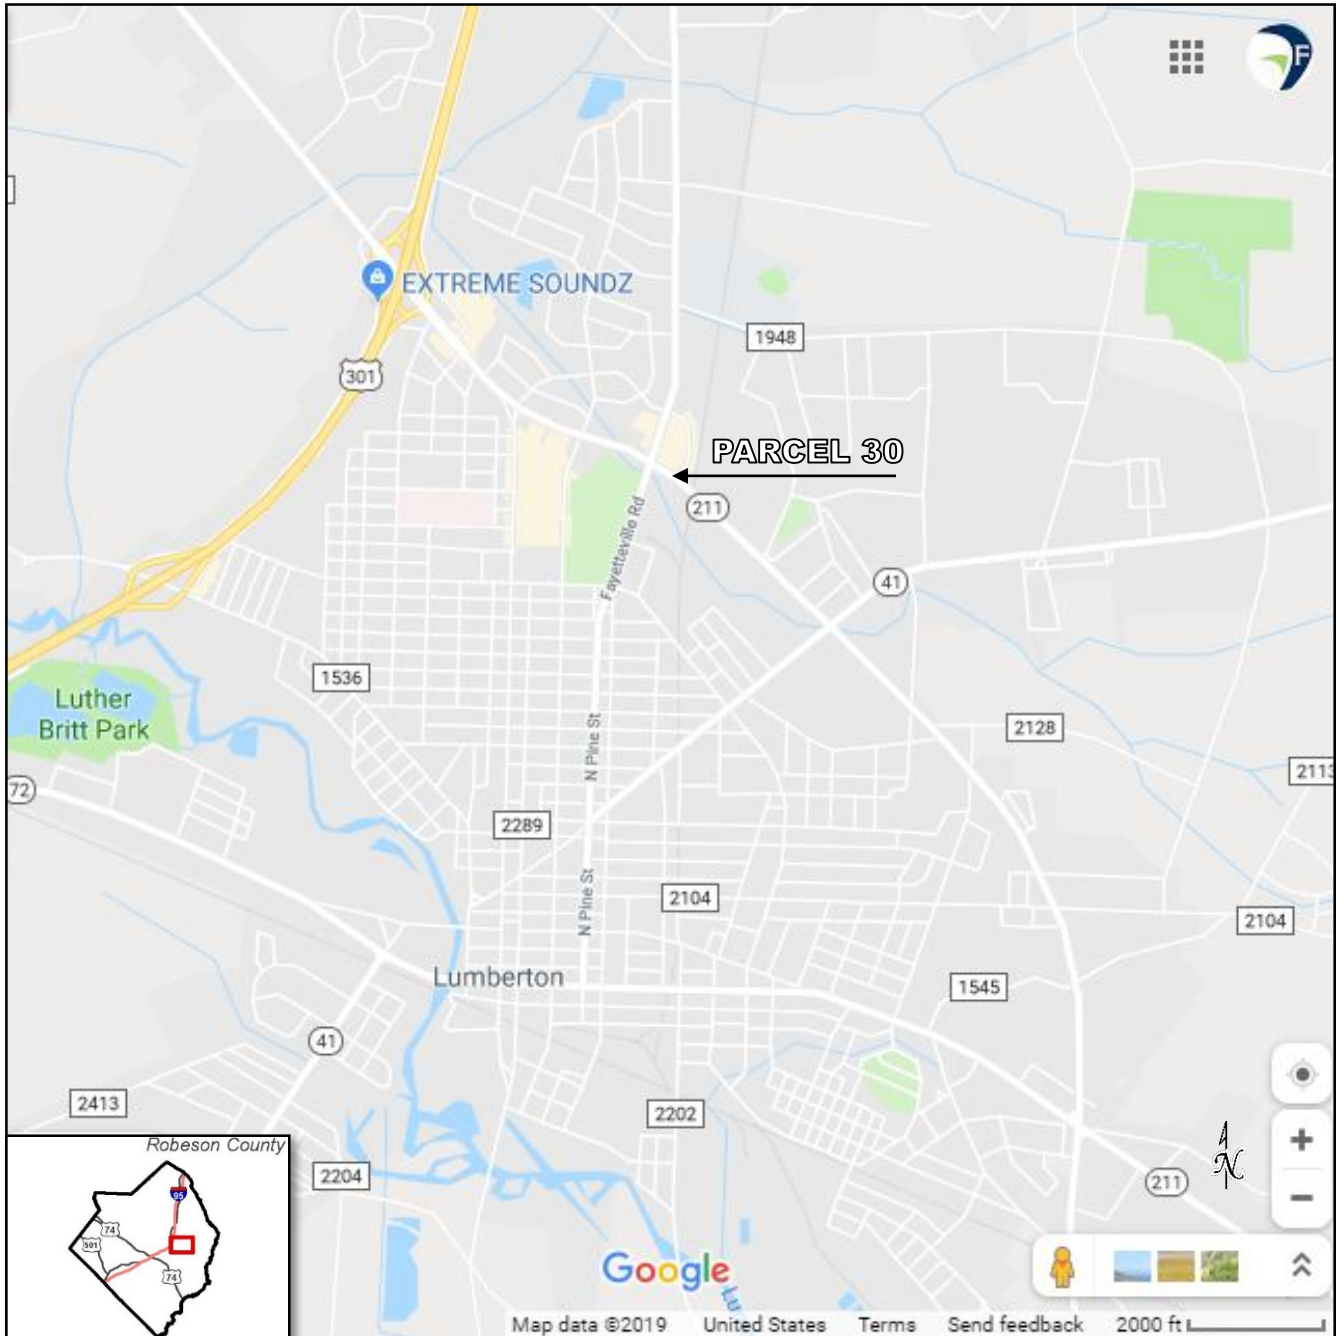 F
EXTREME SOUNDZ
1948
301
PARCEL 30
211
Fayetteville Rd
41
1536
Luther
Britt Park
N Pine St
2128
2113
72
2289
N Pine St
2104
2104
Lumberton
1545
41
2413
2202
Robeson County
2204
N
211
95
74
501
74
Google
Lu
Map data ©2019 United States Terms Send feedback 2000 ft